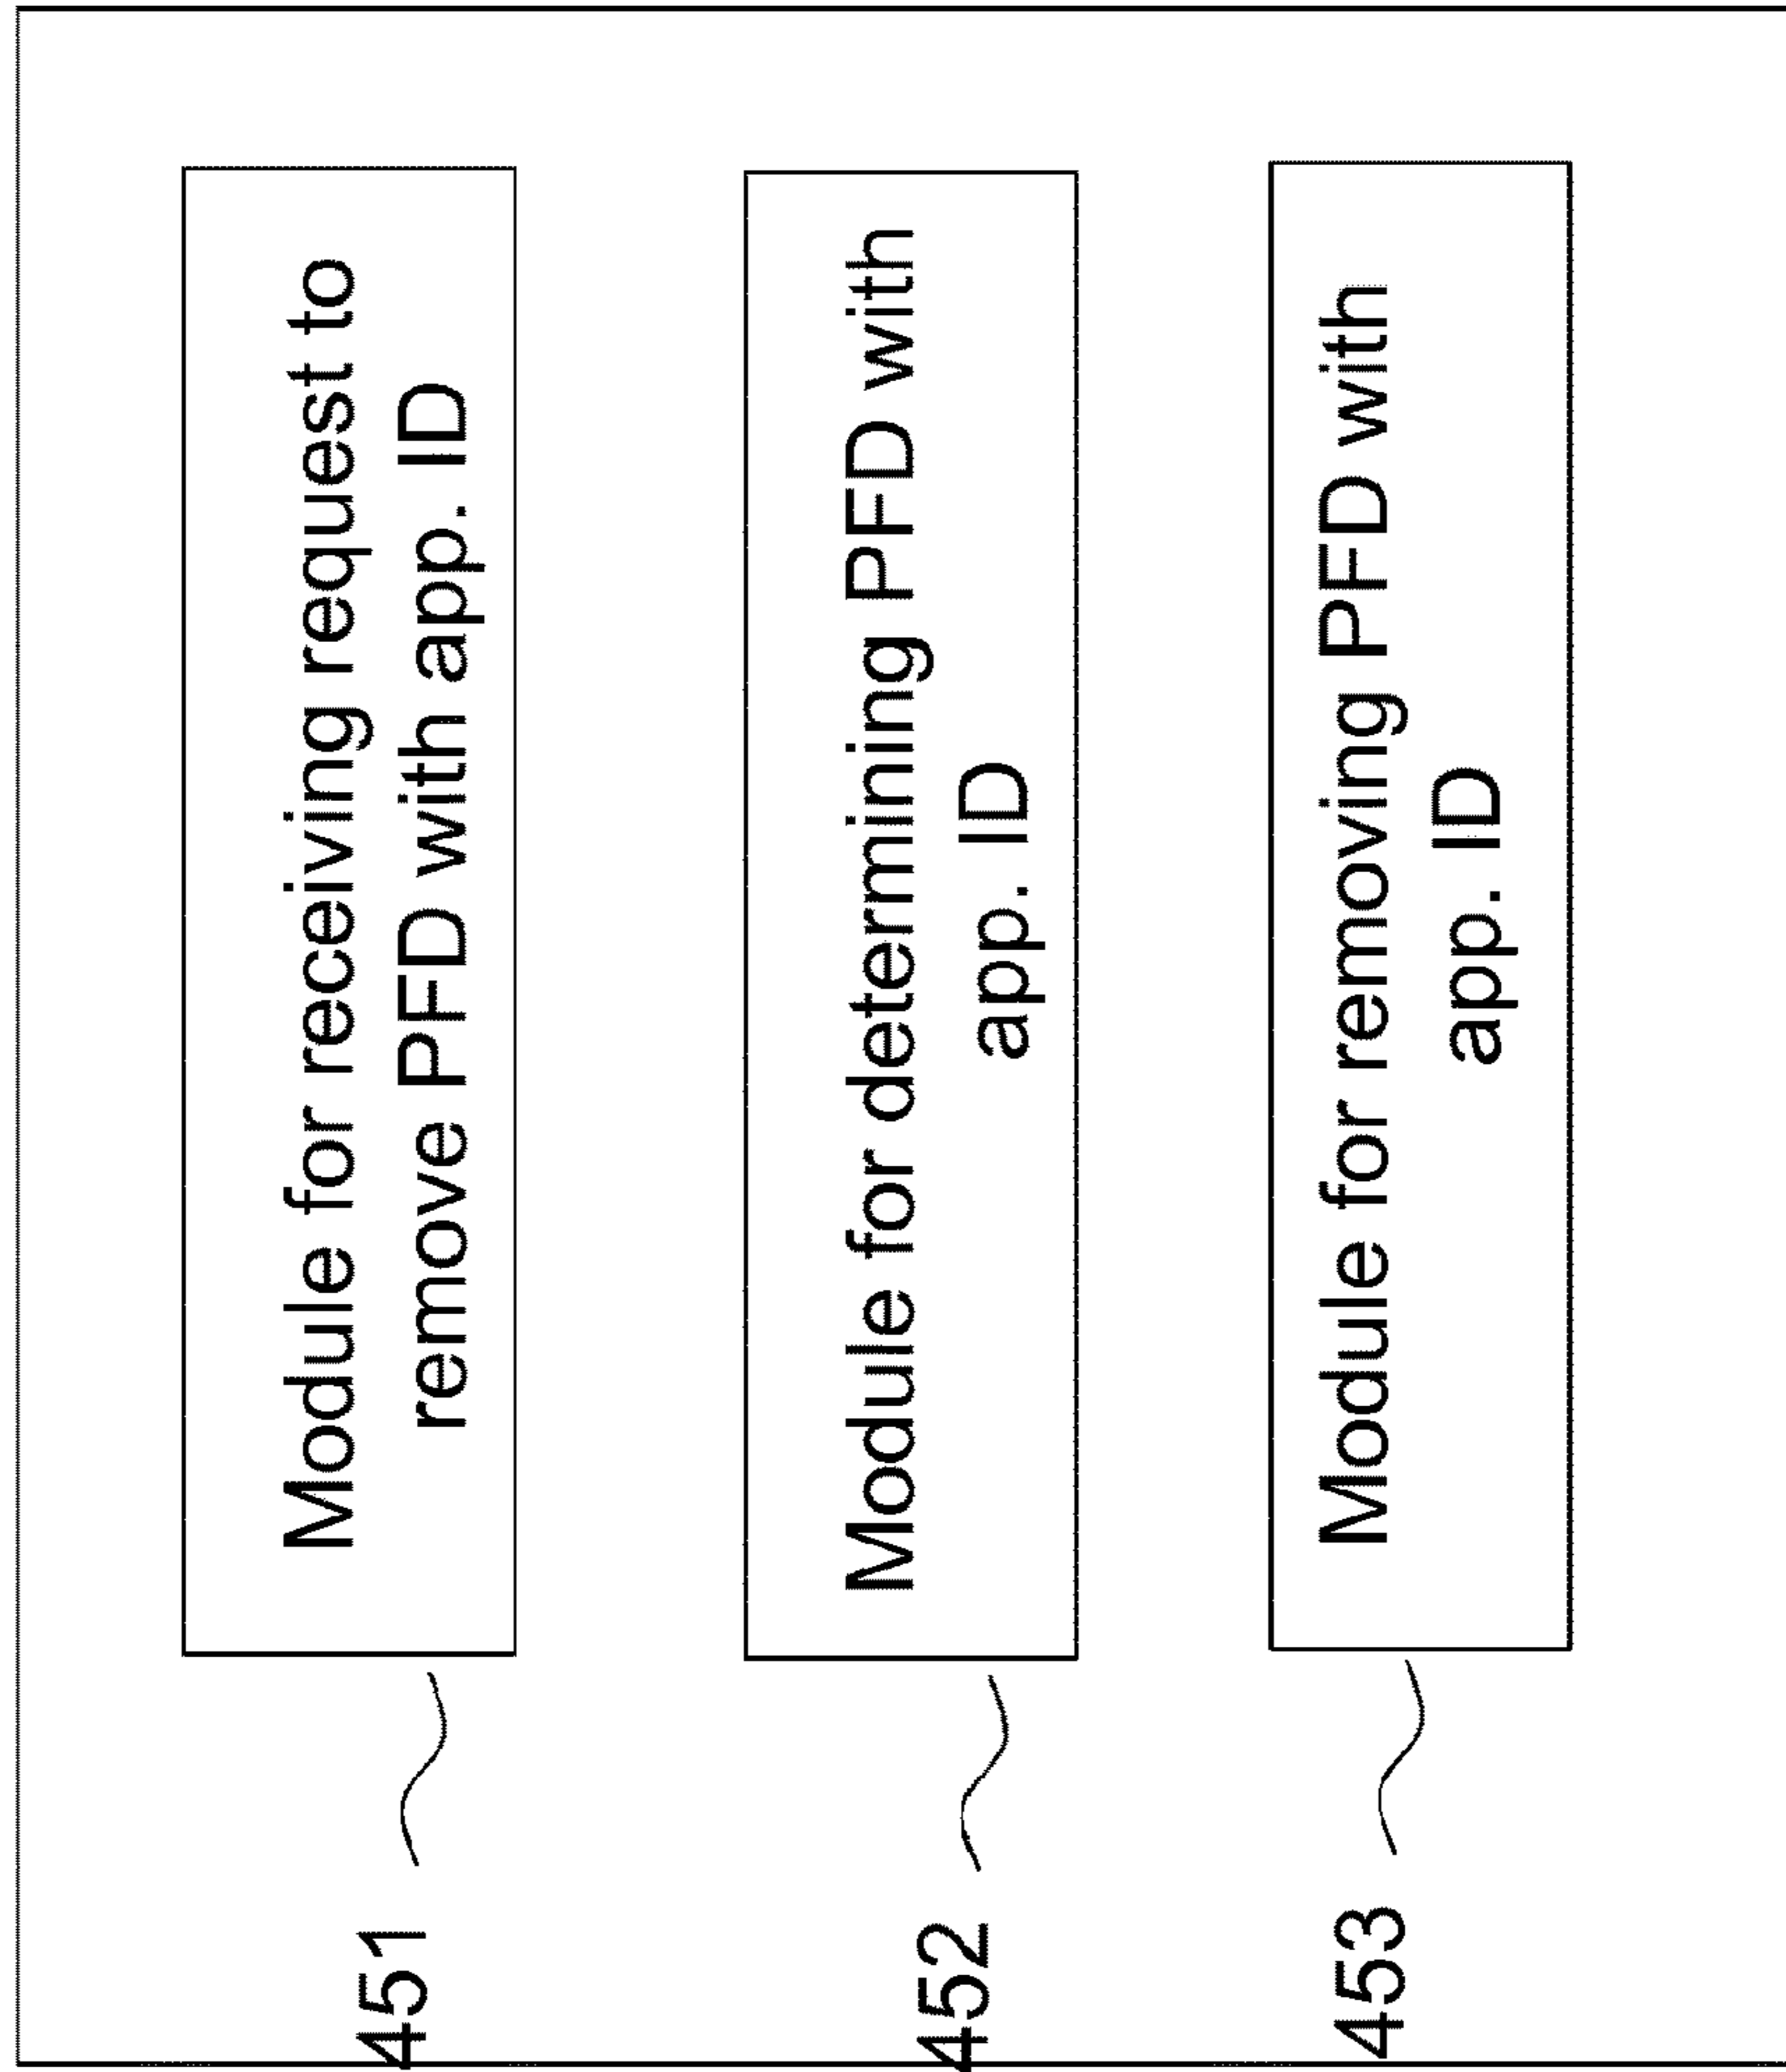 451
Module for receiving request to
remove PFD with app. ID
452
Module for determining PFD with
app. ID
453
Module for removing PFD with
app. ID